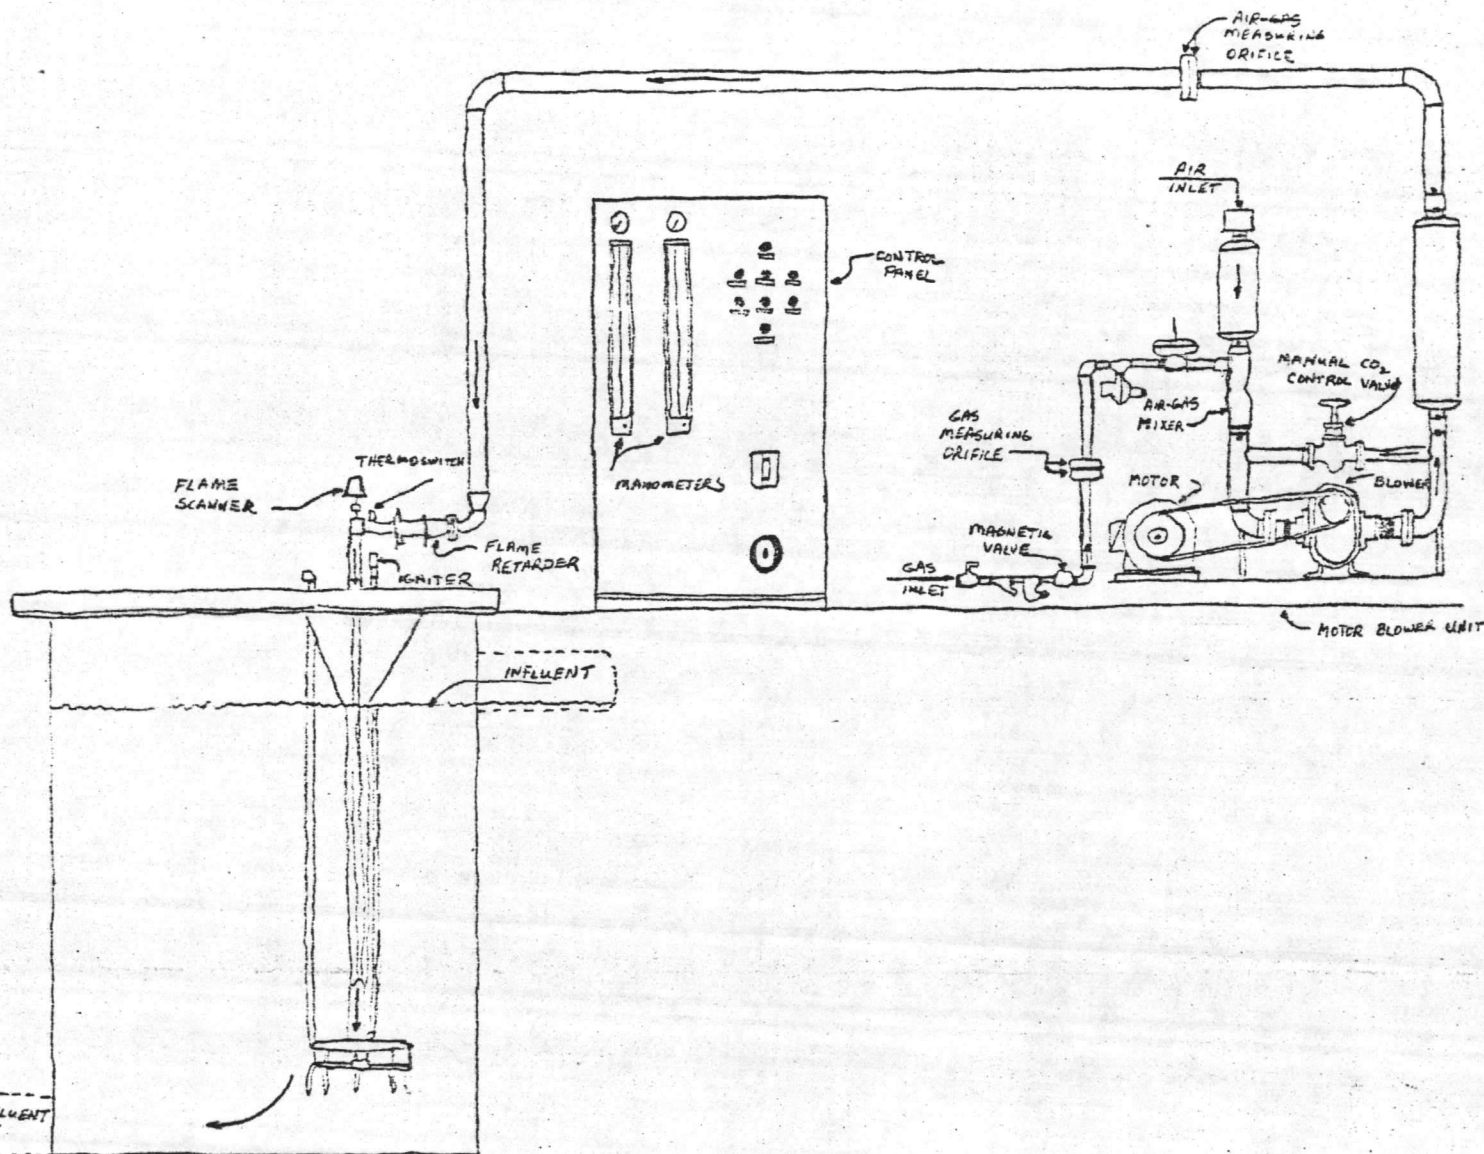 AIR-GAS
MEASURING
ORIFICE
AIR
INLET
CONTROL
PANEL
MANUAL CO2
CONTROL VALVE
AIR-GAS
MIXER
GAS
MEASURING
ORIFICE
THERMOSWITCH
FLAME
SCANNER
MANOMETERS
MOTOR
BLOWER
MAGNETIC
VALVE
FLAME
RETARDER
IGNITER
GAS
INLET
MOTOR BLOWER UNIT
INFLUENT
LUENT